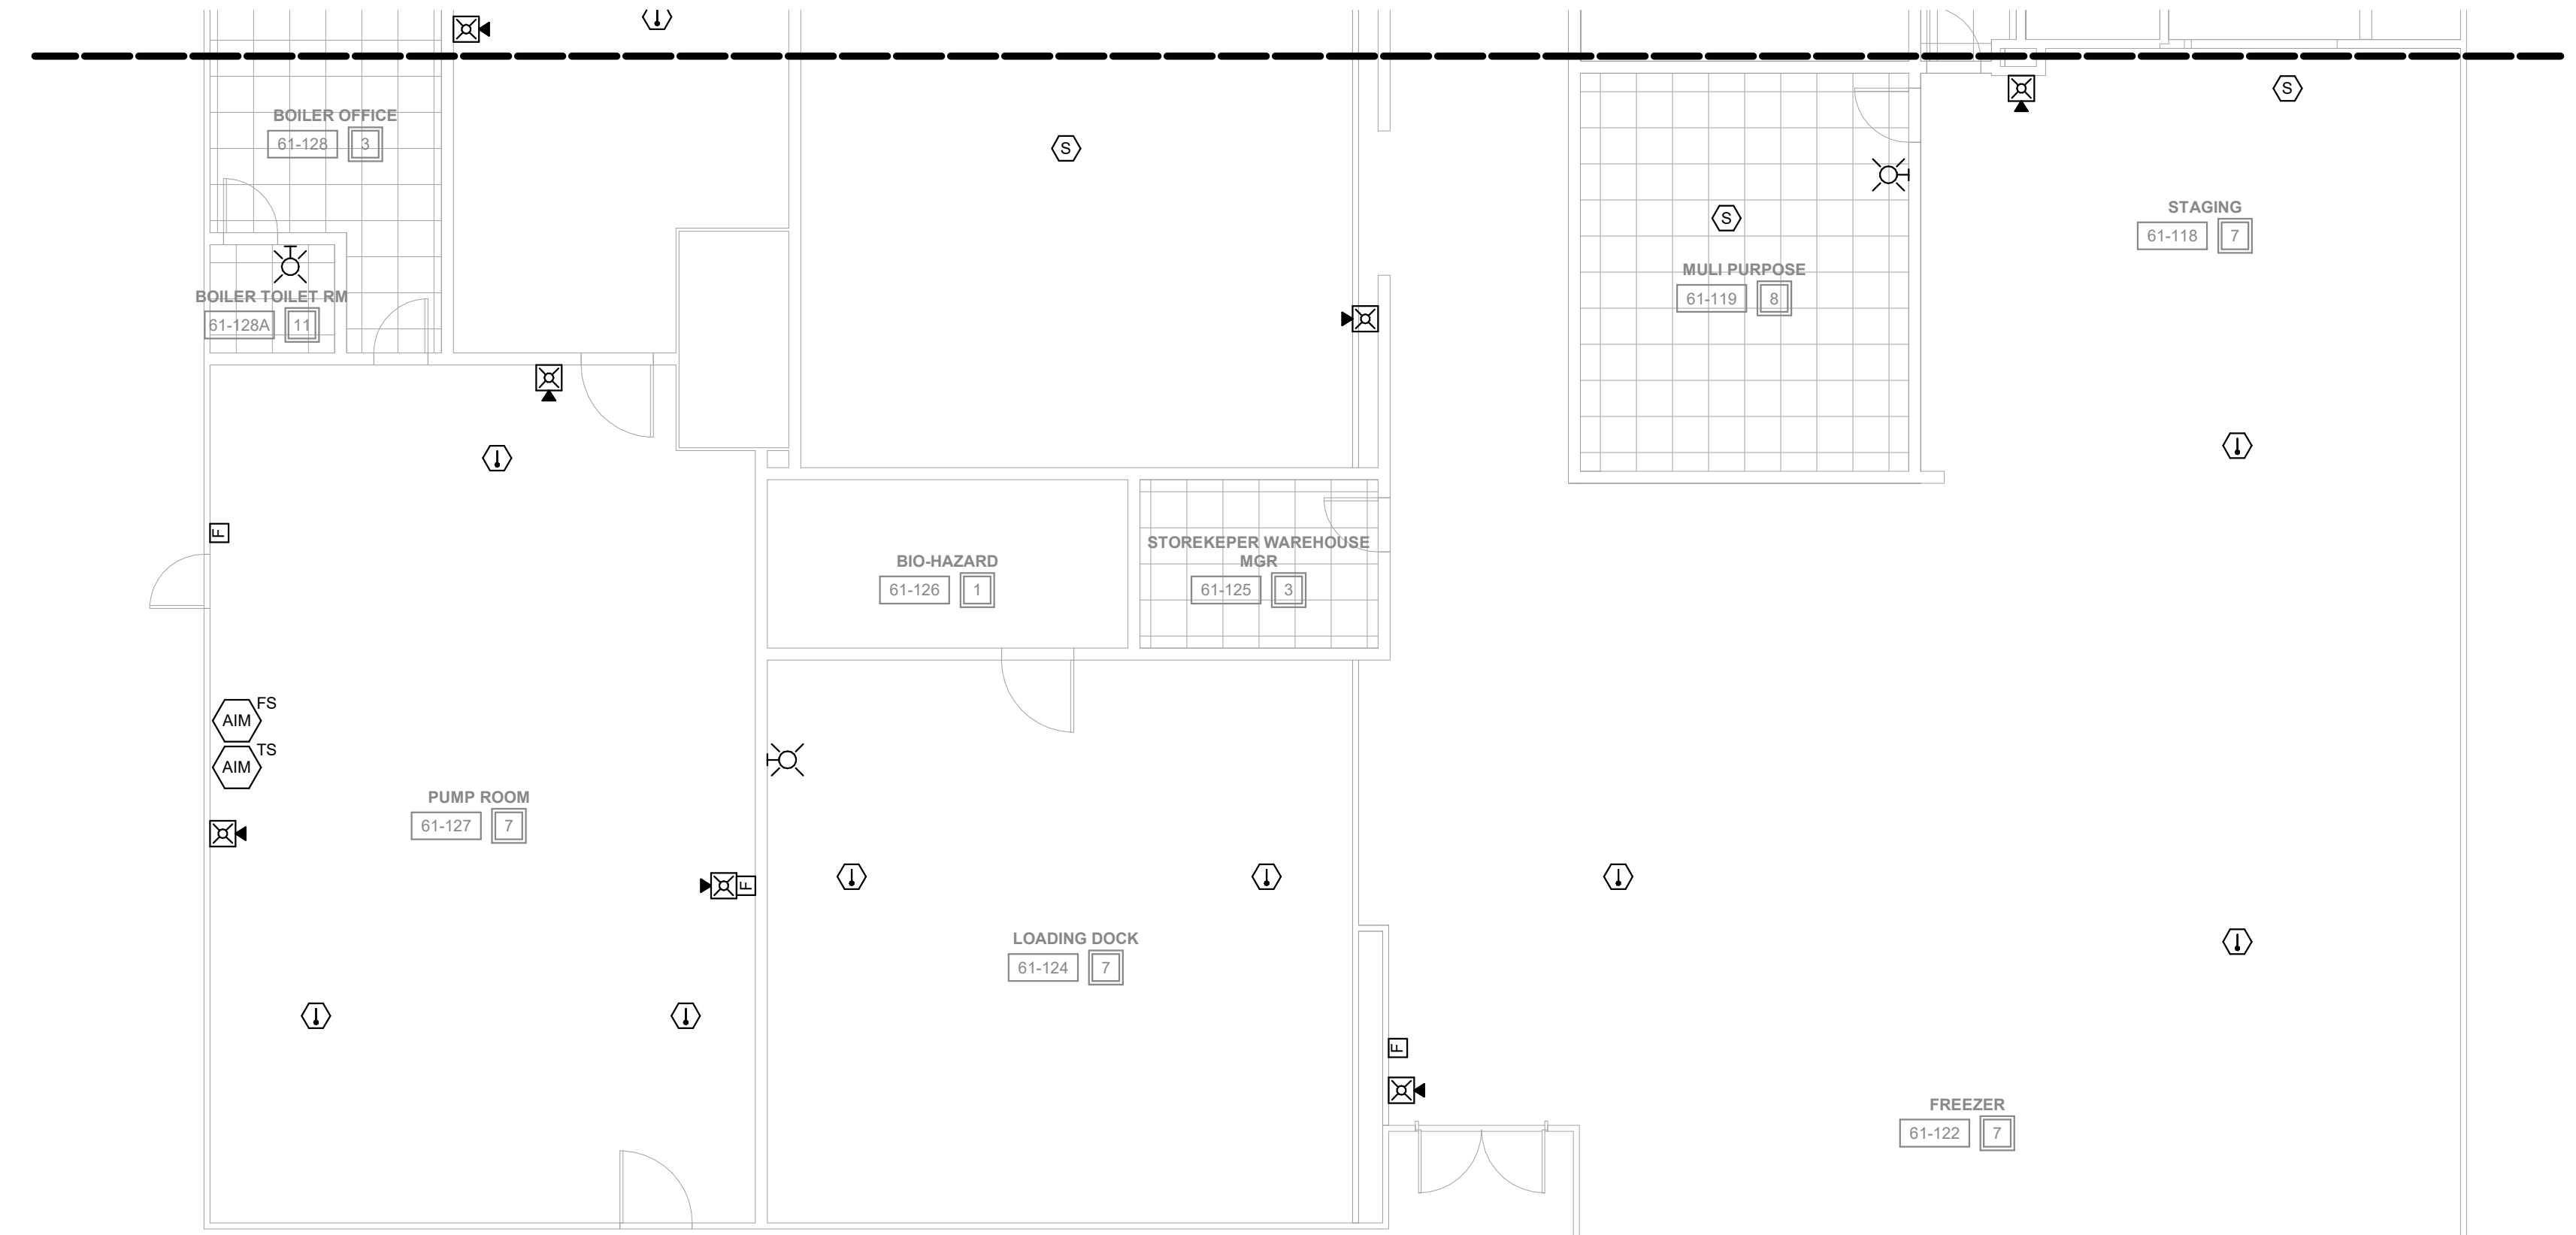 S
BOILER OFFICE
61-128 3
S
STAGING
61-118 7
S
MULI PURPOSE
61-119 8
BOILER TOILET RM
61-128A 11
F
BIO-HAZARD
61-126 1
STOREKEPER WAREHOUSE
MGR
61-125 3
AIM FS
AIM TS
PUMP ROOM
61-127 7
F
LOADING DOCK
61-124 7
F
FREEZER
61-122 7